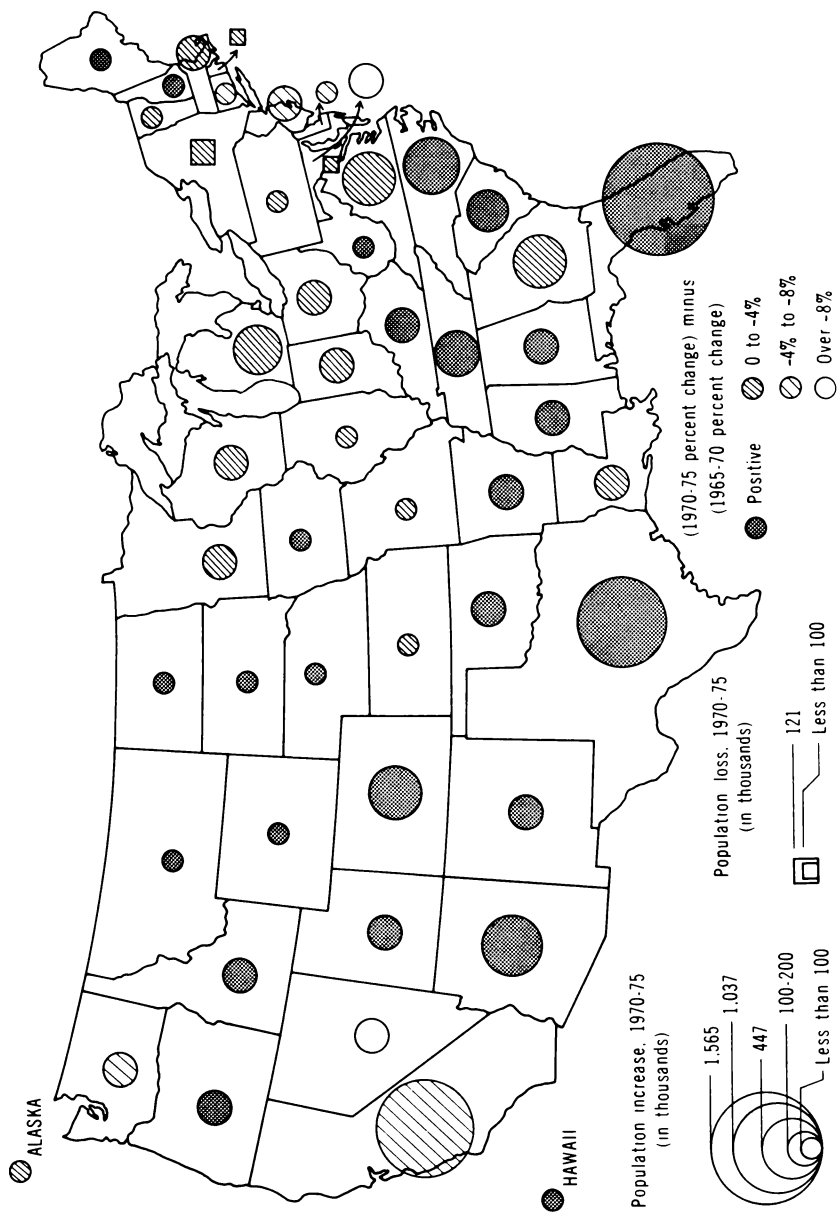 ALASKA
HAWAII
Population increase, 1970-75
(in thousands)
1.565
1.037
447
100-200
Less than 100
Population loss, 1970-75
(in thousands)
121
Less than 100
(1970-75 percent change) minus
(1965-70 percent change)
Positive
0 to -4%
-4% to -8%
Over -8%